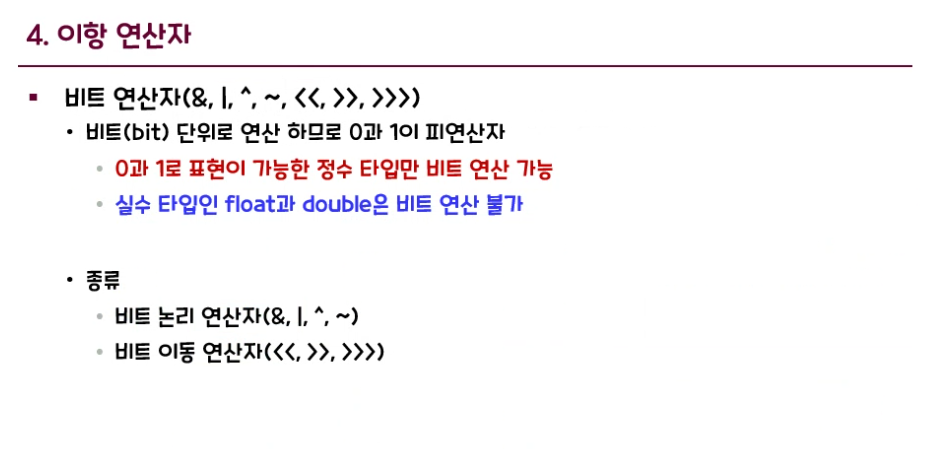 4. 이항 연산자
▪ 비트 연산자(&, |, ^, ~, <<, >>, >>>)
• 비트(bit) 단위로 연산 하므로 0과 1이 피연산자
• 0과 1로 표현이 가능한 정수 타입만 비트 연산 가능
• 실수 타입인 float과 double은 비트 연산 불가
• 종류
• 비트 논리 연산자(&, |, ^, ~)
• 비트 이동 연산자(<<, >>, >>>)